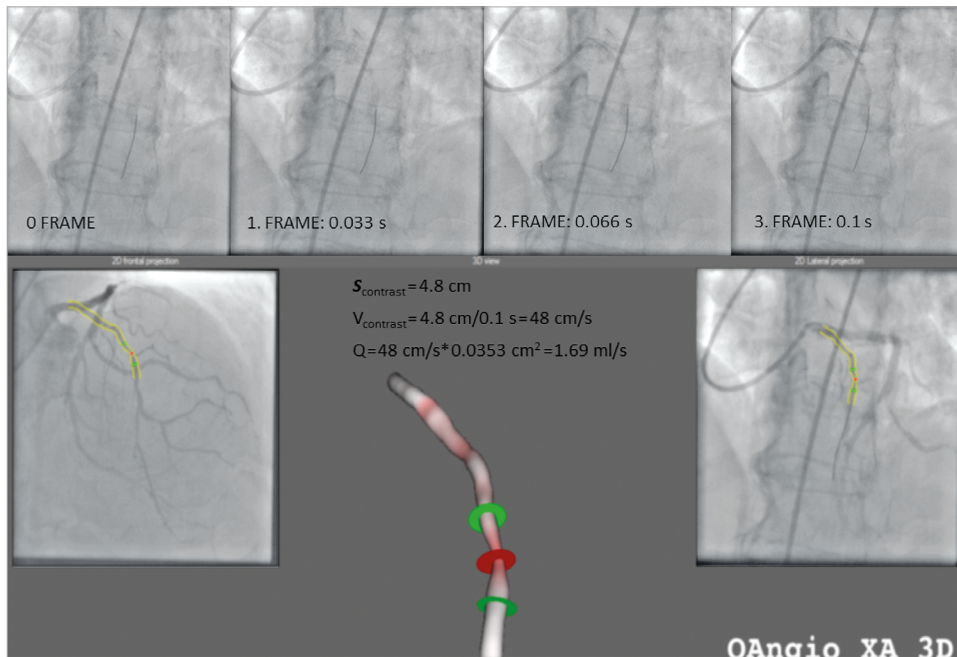 0 FRAME
1. FRAME: 0.033 s
2. FRAME: 0.066 s
3. FRAME: 0.1 s
2D frontal projection
3D view
2D Lateral projection
Scontrast=4.8 cm
Vcontrast=4.8 cm/0.1 s=48 cm/s
Q=48 cm/s*0.0353 cm²=1.69 ml/s
QAngio XA 3D